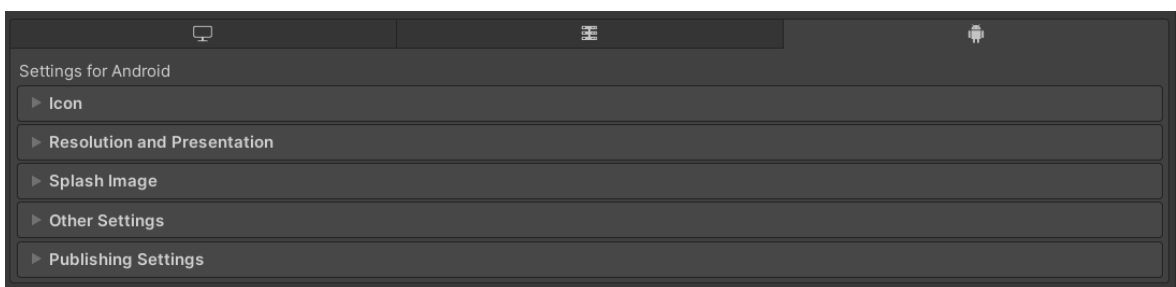 Settings for Android
Icon
Resolution and Presentation
Splash Image
Other Settings
Publishing Settings